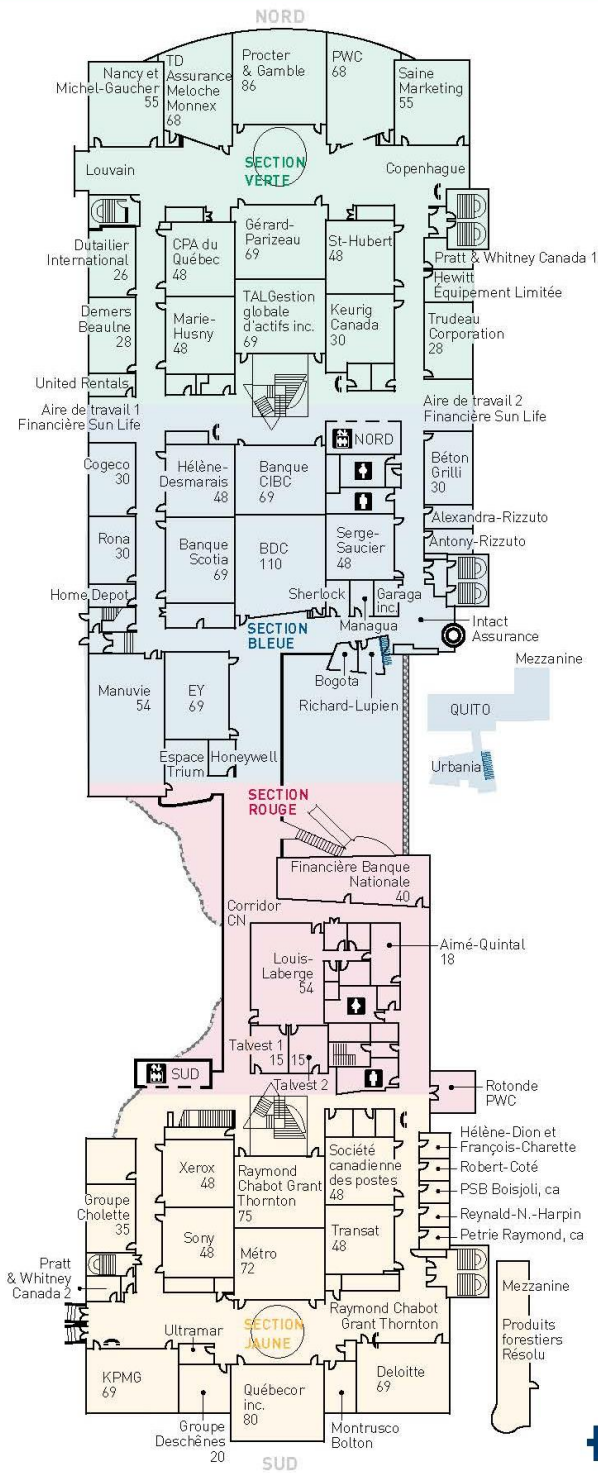 NORD
Nancy et
Michel-Gaucher
55
TD
Assurance
Meloche
Monnex
68
Procter
& Gamble
86
PWC
68
Saine
Marketing
55
Louvain
SECTION
VERTE
Copenhague
Dutailier
International
26
CPA du
Québec
48
Gérard-
Parizeau
69
St-Hubert
48
Pratt & Whitney Canada 1
Hewitt
Équipement Limitée
Demers
Beaulne
28
Marie-
Husny
48
TALGestion
globale
d'actifs inc.
69
Keurig
Canada
30
Trudeau
Corporation
28
United Rentals
Aire de travail 1
Financière Sun Life
Aire de travail 2
Financière Sun Life
NORD
Cogeco
30
Hélène-
Desmarais
48
Banque
CIBC
69
Béton
Grilli
30
Rona
30
Banque
Scotia
69
BDC
110
Serge-
Saucier
48
Alexandra-Rizzuto
Antony-Rizzuto
Home Depot
Sherlock
Garaga
inc.
SECTION
BLEUE
Managua
Intact
Assurance
Manuvie
54
EY
69
Bogota
Richard-Lupien
Mezzanine
QUITO
Urbania
Espace
Trium
Honeywell
SECTION
ROUGE
Financière Banque
Nationale
40
Corridor
CN
Louis-
Laberge
54
Aimé-Quintal
18
Talvest 1
15
15
Talvest 2
SUD
Rotonde
PWC
Xerox
48
Raymond
Chabot Grant
Thornton
75
Société
canadienne
des postes
48
Hélène-Dion et
François-Charette
Robert-Coté
PSB Boisjoli, ca
Reynald-N.-Harpin
Petrie Raymond, ca
Groupe
Cholette
35
Sony
48
Métro
72
Transat
48
Pratt
& Whitney
Canada 2
Mezzanine
Produits
forestiers
Résolu
Ultramar
SECTION
JAUNE
Raymond Chabot
Grant Thornton
KPMG
69
Québecor
inc.
80
Deloitte
69
Groupe
Deschênes
20
Montrusco
Bolton
SUD